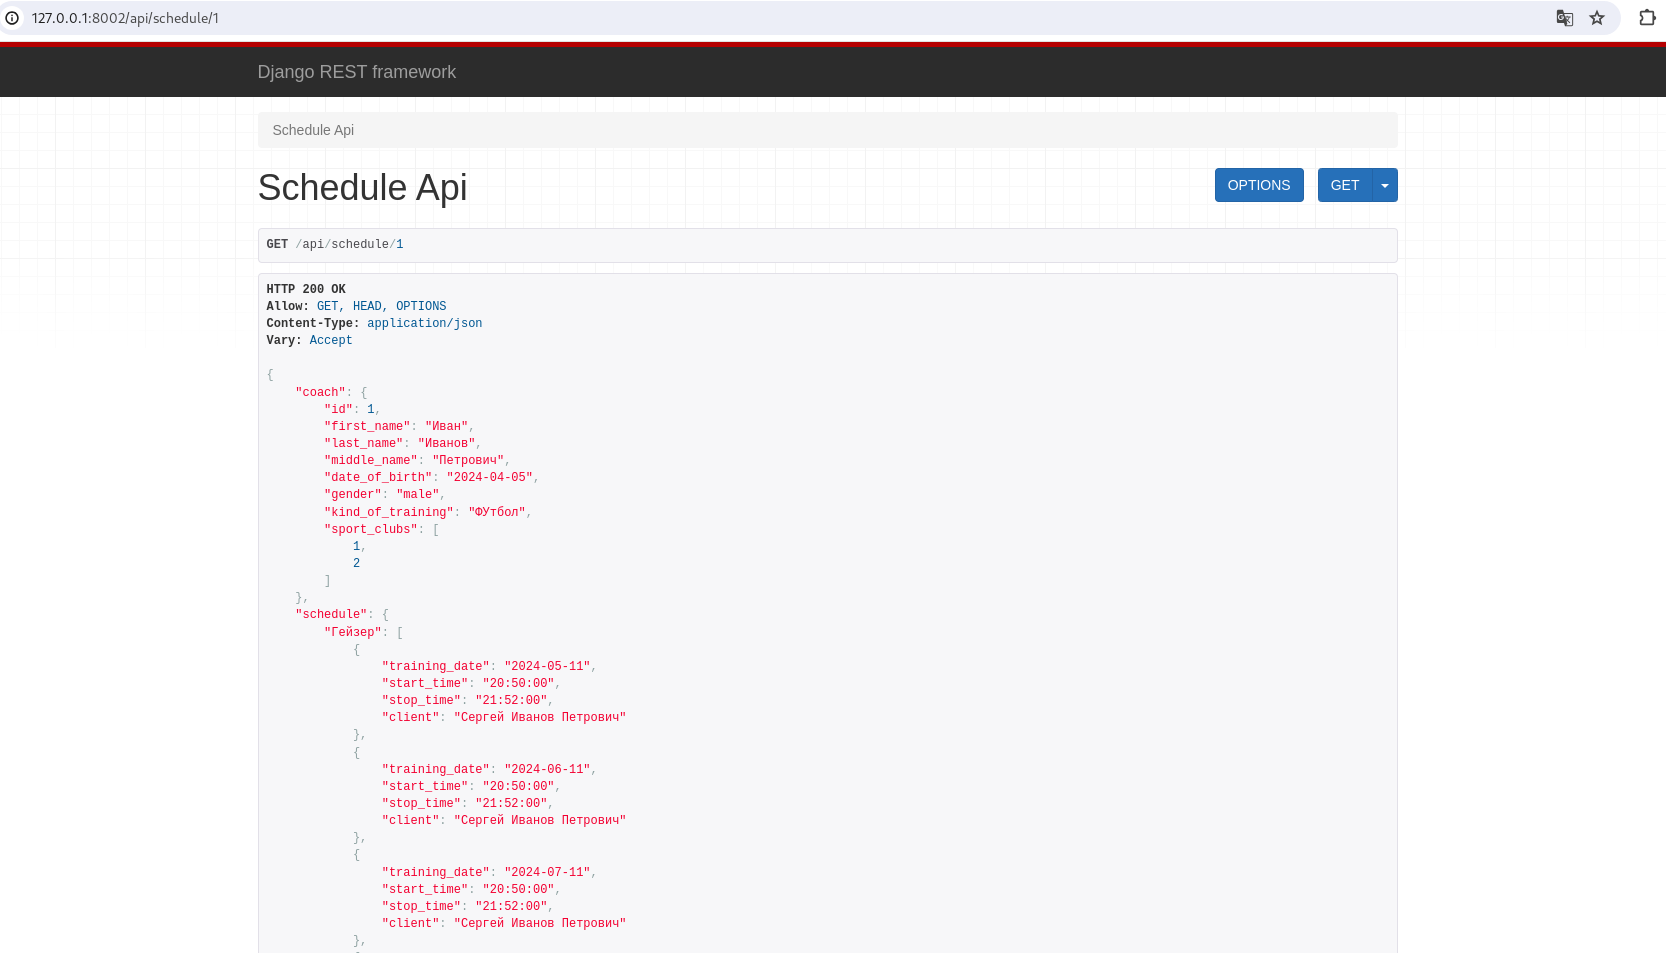 127.0.0.1:8002/api/schedule/1
Django REST framework
Schedule Api
Schedule Api
OPTIONS
GET
GET /api/schedule/1
HTTP 200 OK
Allow: GET, HEAD, OPTIONS
Content-Type: application/json
Vary: Accept
{
"coach": {
"id": 1,
"first_name": "Иван",
"last_name": "Иванов",
"middle_name": "Петрович",
"date_of_birth": "2024-04-05",
"gender": "male",
"kind_of_training": "ФУтбол",
"sport_clubs": [
1,
2
]
},
"schedule": {
"Гейзер": [
{
"training_date": "2024-05-11",
"start_time": "20:50:00",
"stop_time": "21:52:00",
"client": "Сергей Иванов Петрович"
},
{
"training_date": "2024-06-11",
"start_time": "20:50:00",
"stop_time": "21:52:00",
"client": "Сергей Иванов Петрович"
},
{
"training_date": "2024-07-11",
"start_time": "20:50:00",
"stop_time": "21:52:00",
"client": "Сергей Иванов Петрович"
},